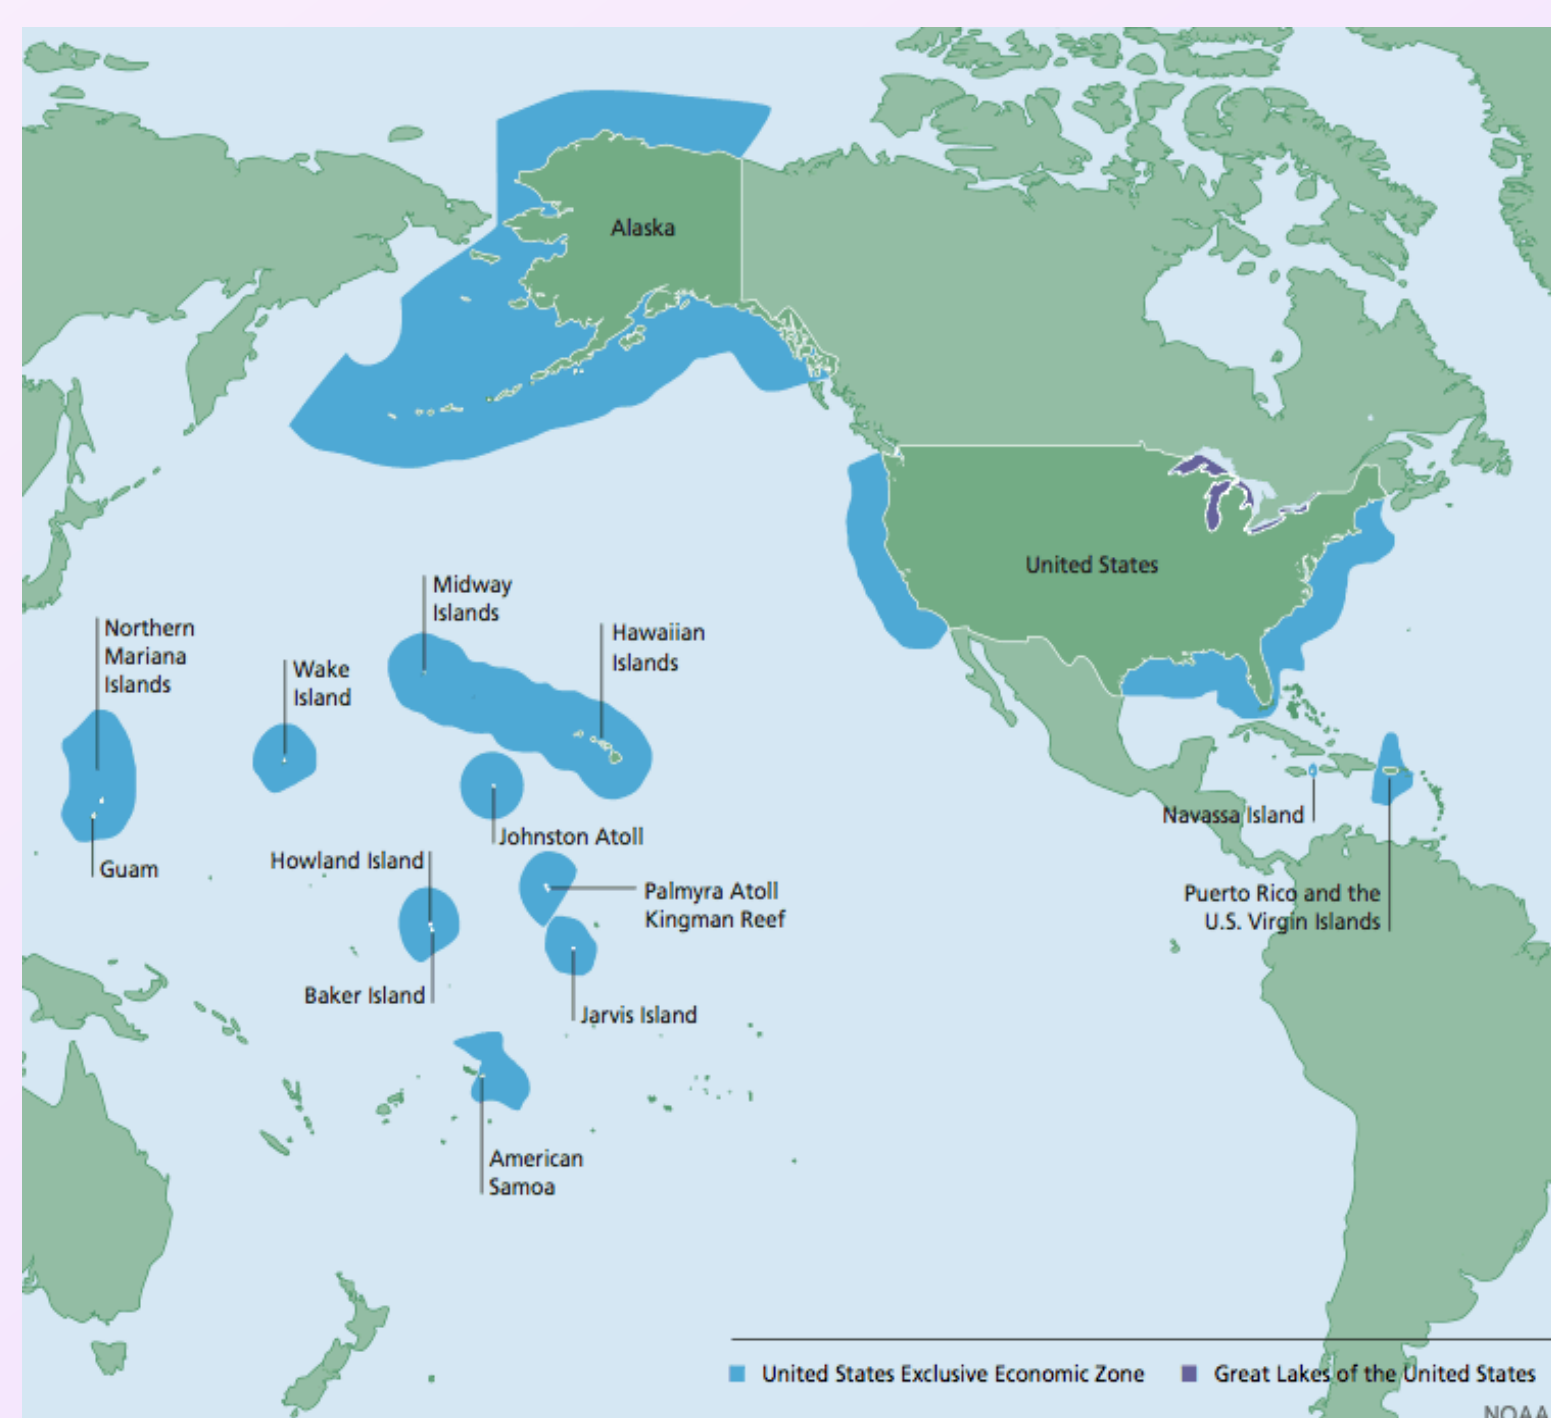 Alaska
United States
Midway
Islands
Northern
Mariana
Islands
Hawaiian
Islands
Wake
Island
Navassa Island
Johnston Atoll
Howland Island
Guam
Palmyra Atoll
Kingman Reef
Puerto Rico and the
U.S. Virgin Islands
Baker Island
Jarvis Island
American
Samoa
United States Exclusive Economic Zone
Great Lakes of the United States
NOAA